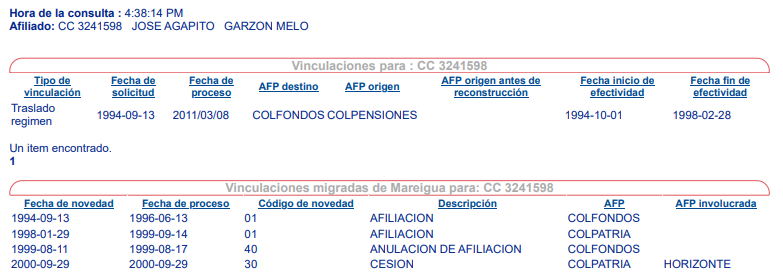 Hora de la consulta : 4:38:14 PM
Afiliado: CC 3241598 JOSE AGAPITO GARZON MELO
Vinculaciones para : CC 3241598
Tipo de vinculación Fecha de solicitud Fecha de proceso AFP destino AFP origen AFP origen antes de reconstrucción Fecha inicio de efectividad Fecha fin de efectividad
Traslado regimen 1994-09-13 2011/03/08 COLFONDOS COLPENSIONES 1994-10-01 1998-02-28
Un item encontrado.
1
Vinculaciones migradas de Mareigua para: CC 3241598
Fecha de novedad Fecha de proceso Código de novedad Descripción AFP AFP involucrada
1994-09-13 1996-06-13 01 AFILIACION COLFONDOS
1998-01-29 1999-09-14 01 AFILIACION COLPATRIA
1999-08-11 1999-08-17 40 ANULACION DE AFILIACION COLFONDOS
2000-09-29 2000-09-29 30 CESION COLPATRIA HORIZONTE